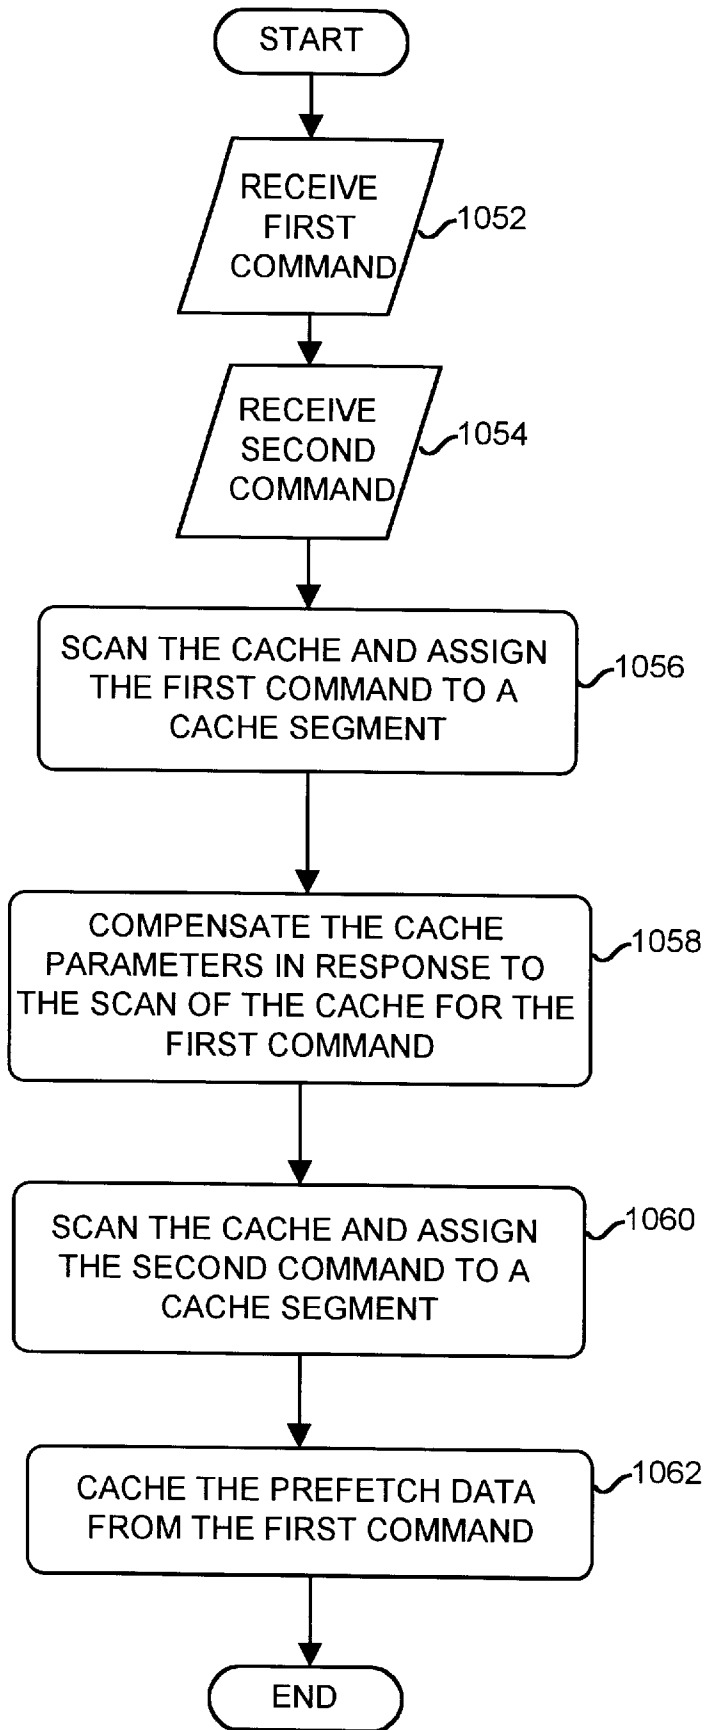 START
RECEIVE
FIRST
COMMAND
1052
RECEIVE
SECOND
COMMAND
1054
SCAN THE CACHE AND ASSIGN
THE FIRST COMMAND TO A
CACHE SEGMENT
1056
COMPENSATE THE CACHE
PARAMETERS IN RESPONSE TO
THE SCAN OF THE CACHE FOR THE
FIRST COMMAND
1058
SCAN THE CACHE AND ASSIGN
THE SECOND COMMAND TO A
CACHE SEGMENT
1060
CACHE THE PREFETCH DATA
FROM THE FIRST COMMAND
1062
END